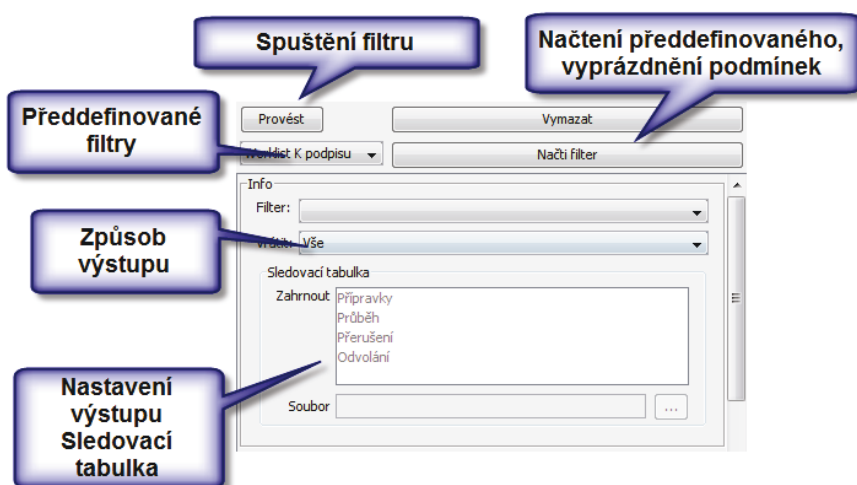 Spuštění filtru
Načtení předdefinovaného,
vyprázdnění podmínek
Předdefinované
filtry
Provést
Vymazat
K podpisu
Načti filter
Info
Filter:
Způsob
výstupu
Vše
Sledovací tabulka
Zahrnout
Přípravky
Průběh
Přerušení
Odvolání
Nastavení
výstupu
Sledovací
tabulka
Soubor
...